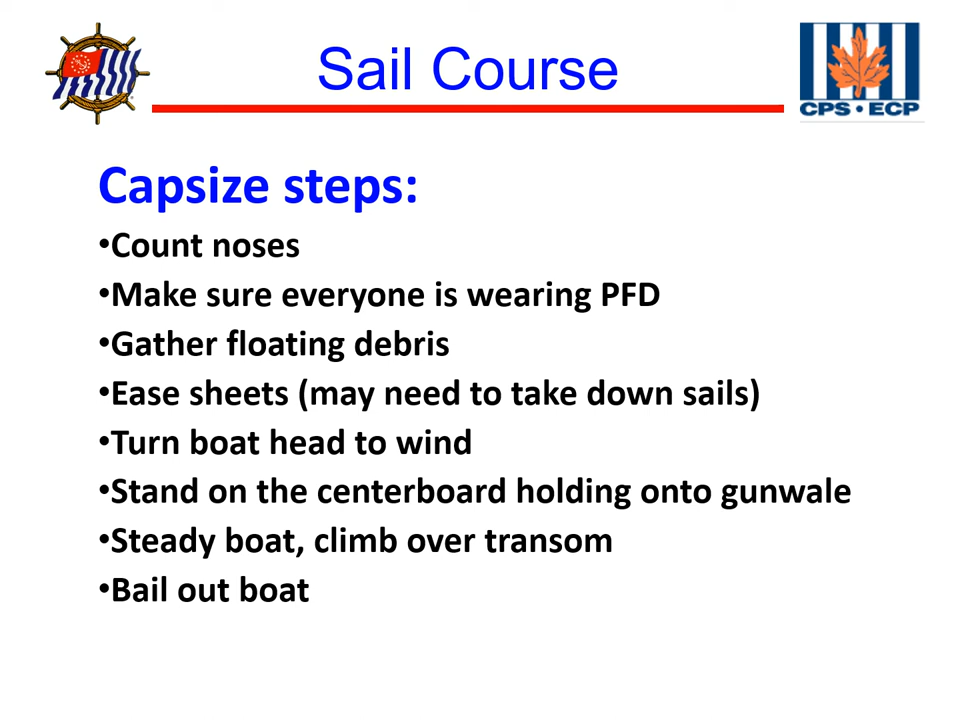 Sail Course
CPS • ECP
Capsize steps:
•Count noses
•Make sure everyone is wearing PFD
•Gather floating debris
•Ease sheets (may need to take down sails)
•Turn boat head to wind
•Stand on the centerboard holding onto gunwale
•Steady boat, climb over transom
•Bail out boat